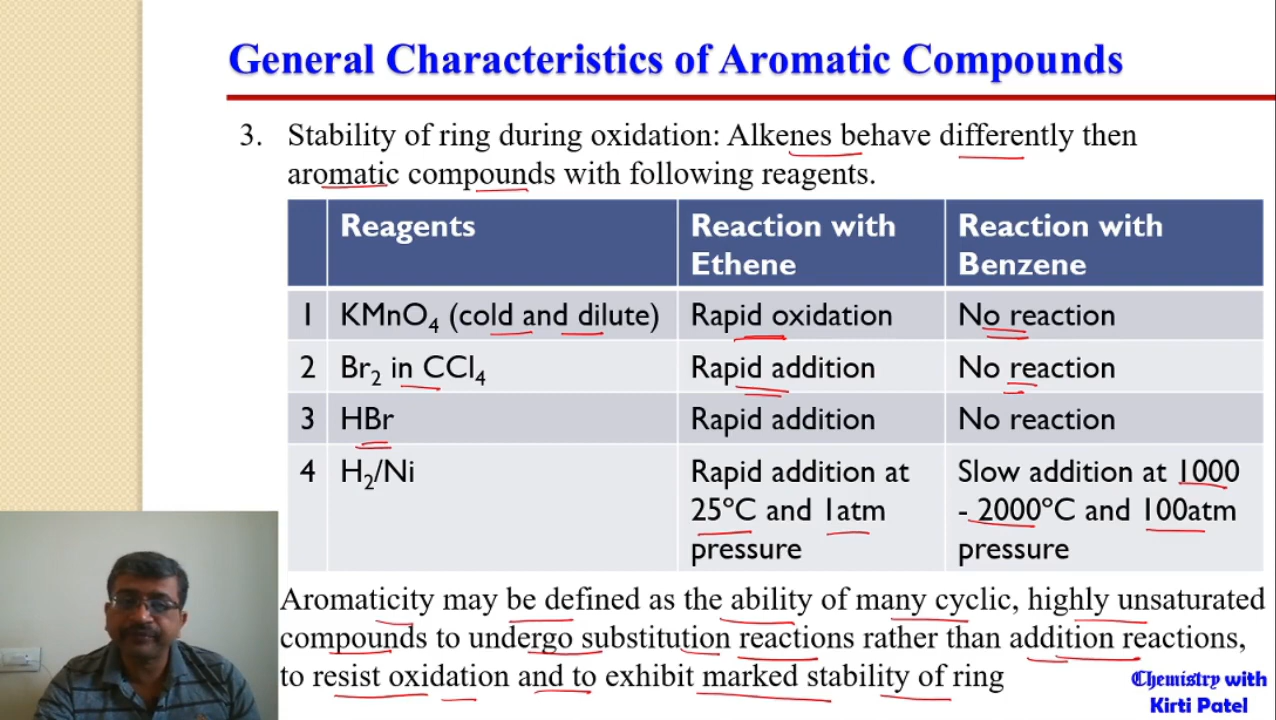 General Characteristics of Aromatic Compounds
3. Stability of ring during oxidation: Alkenes behave differently then
aromatic compounds with following reagents.
Reagents
Reaction with
Ethene
Reaction with
Benzene
1 KMnO₄ (cold and dilute) Rapid oxidation No reaction
2 Br₂ in CCl₄ Rapid addition No reaction
3 HBr Rapid addition No reaction
4 H₂/Ni
Rapid addition at
25°C and 1atm
pressure
Slow addition at 1000
- 2000°C and 100atm
pressure
Aromaticity may be defined as the ability of many cyclic, highly unsaturated
compounds to undergo substitution reactions rather than addition reactions,
to resist oxidation and to exhibit marked stability of ring
Chemistry with
Kirti Patel